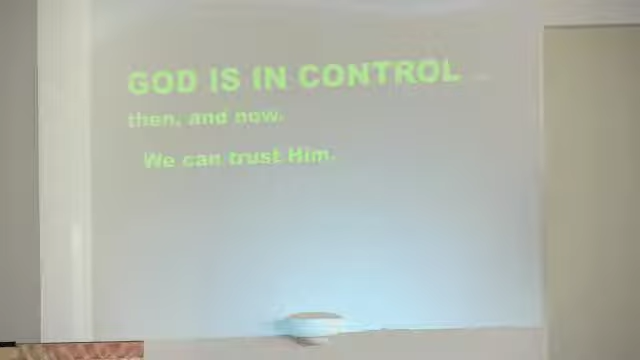 GOD IS IN CONTROL ...
then, and now.
We can trust Him.